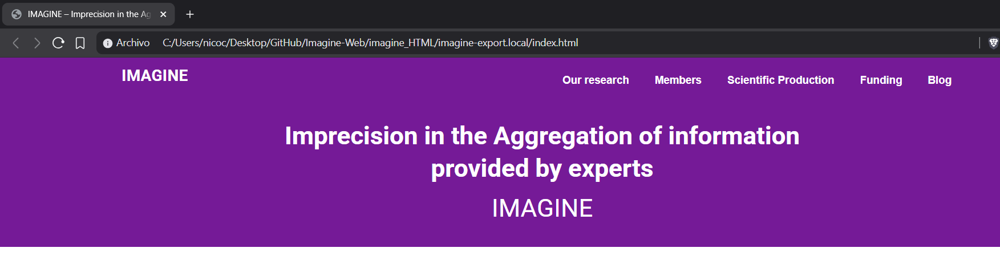 IMAGINE – Imprecision in the Ag
Archivo C:/Users/nicoc/Desktop/GitHub/Imagine-Web/imagine_HTML/imagine-export.local/index.html
IMAGINE
Our research Members Scientific Production Funding Blog
Imprecision in the Aggregation of information
provided by experts
IMAGINE